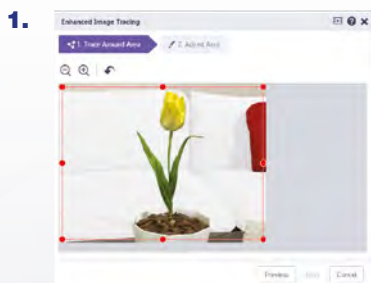 1.
Enhanced Image Tracing
1. Trace Around Area
2. Adjust Area
Preview
Cancel